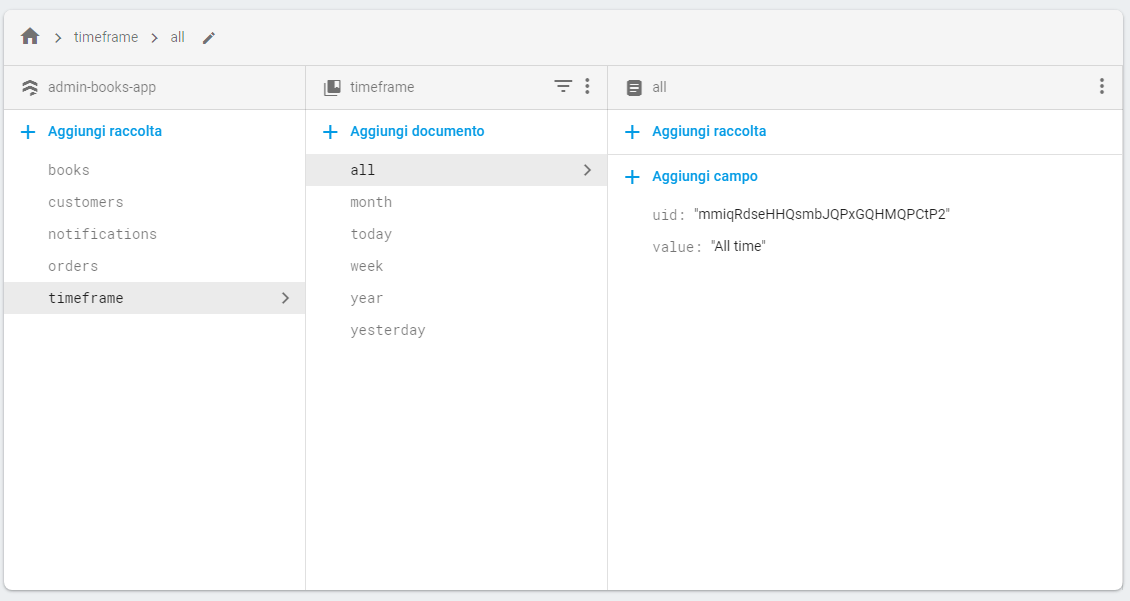 timeframe > all
admin-books-app
Aggiungi raccolta
books
customers
notifications
orders
timeframe
timeframe
Aggiungi documento
all
month
today
week
year
yesterday
all
Aggiungi raccolta
Aggiungi campo
uid: "mmiqRdseHHQsmbJQPxGQHMQPCtP2"
value: "All time"